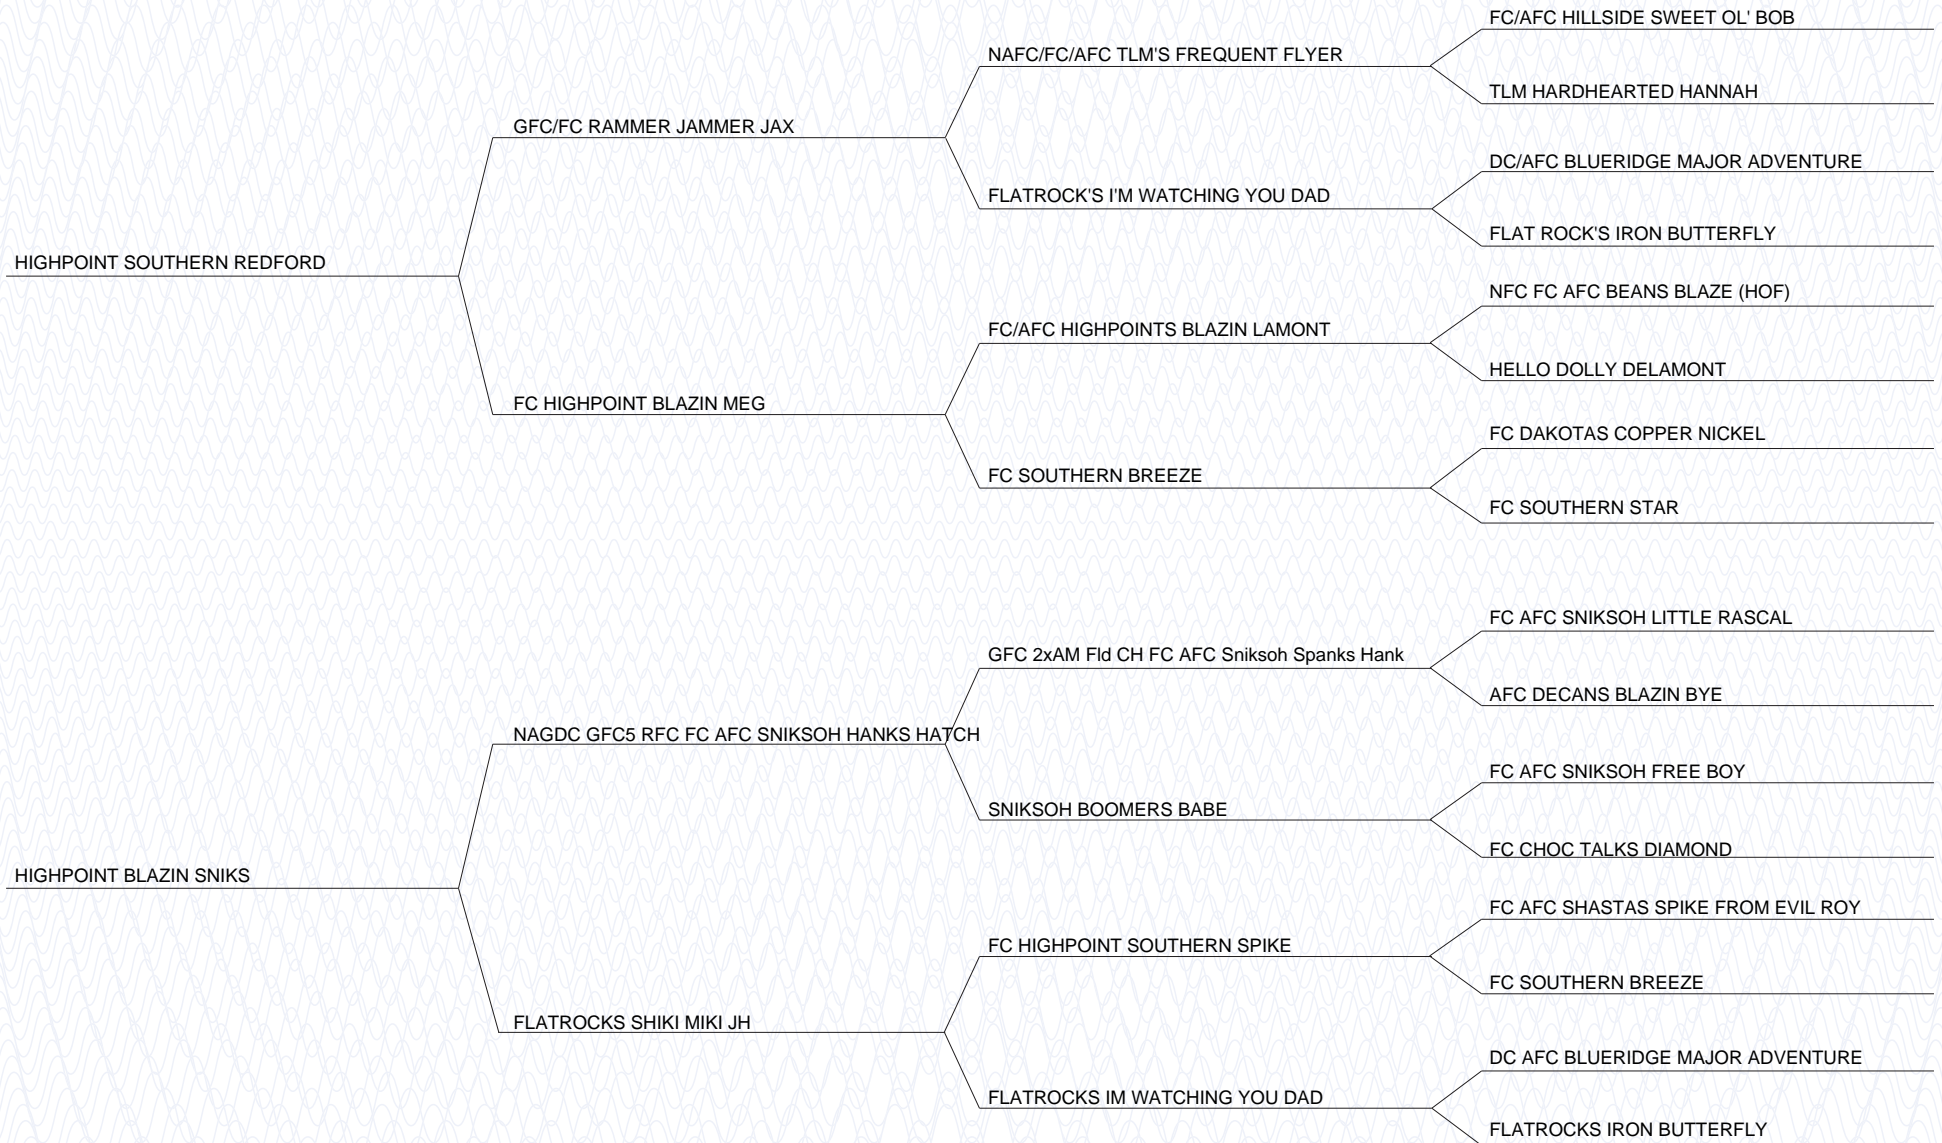 FC/AFC HILLSIDE SWEET OL' BOB
NAFC/FC/AFC TLM'S FREQUENT FLYER
TLM HARDHEARTED HANNAH
GFC/FC RAMMER JAMMER JAX
DC/AFC BLUERIDGE MAJOR ADVENTURE
FLATROCK'S I'M WATCHING YOU DAD
FLAT ROCK'S IRON BUTTERFLY
HIGHPOINT SOUTHERN REDFORD
NFC FC AFC BEANS BLAZE (HOF)
FC/AFC HIGHPOINTS BLAZIN LAMONT
HELLO DOLLY DELAMONT
FC HIGHPOINT BLAZIN MEG
FC DAKOTAS COPPER NICKEL
FC SOUTHERN BREEZE
FC SOUTHERN STAR
FC AFC SNIKSOH LITTLE RASCAL
GFC 2xAM Fld CH FC AFC Sniksoh Spanks Hank
AFC DECANS BLAZIN BYE
NAGDC GFC5 RFC FC AFC SNIKSOH HANKS HATCH
FC AFC SNIKSOH FREE BOY
SNIKSOH BOOMERS BABE
FC CHOC TALKS DIAMOND
HIGHPOINT BLAZIN SNIKS
FC AFC SHASTAS SPIKE FROM EVIL ROY
FC HIGHPOINT SOUTHERN SPIKE
FC SOUTHERN BREEZE
FLATROCKS SHIKI MIKI JH
DC AFC BLUERIDGE MAJOR ADVENTURE
FLATROCKS IM WATCHING YOU DAD
FLATROCKS IRON BUTTERFLY